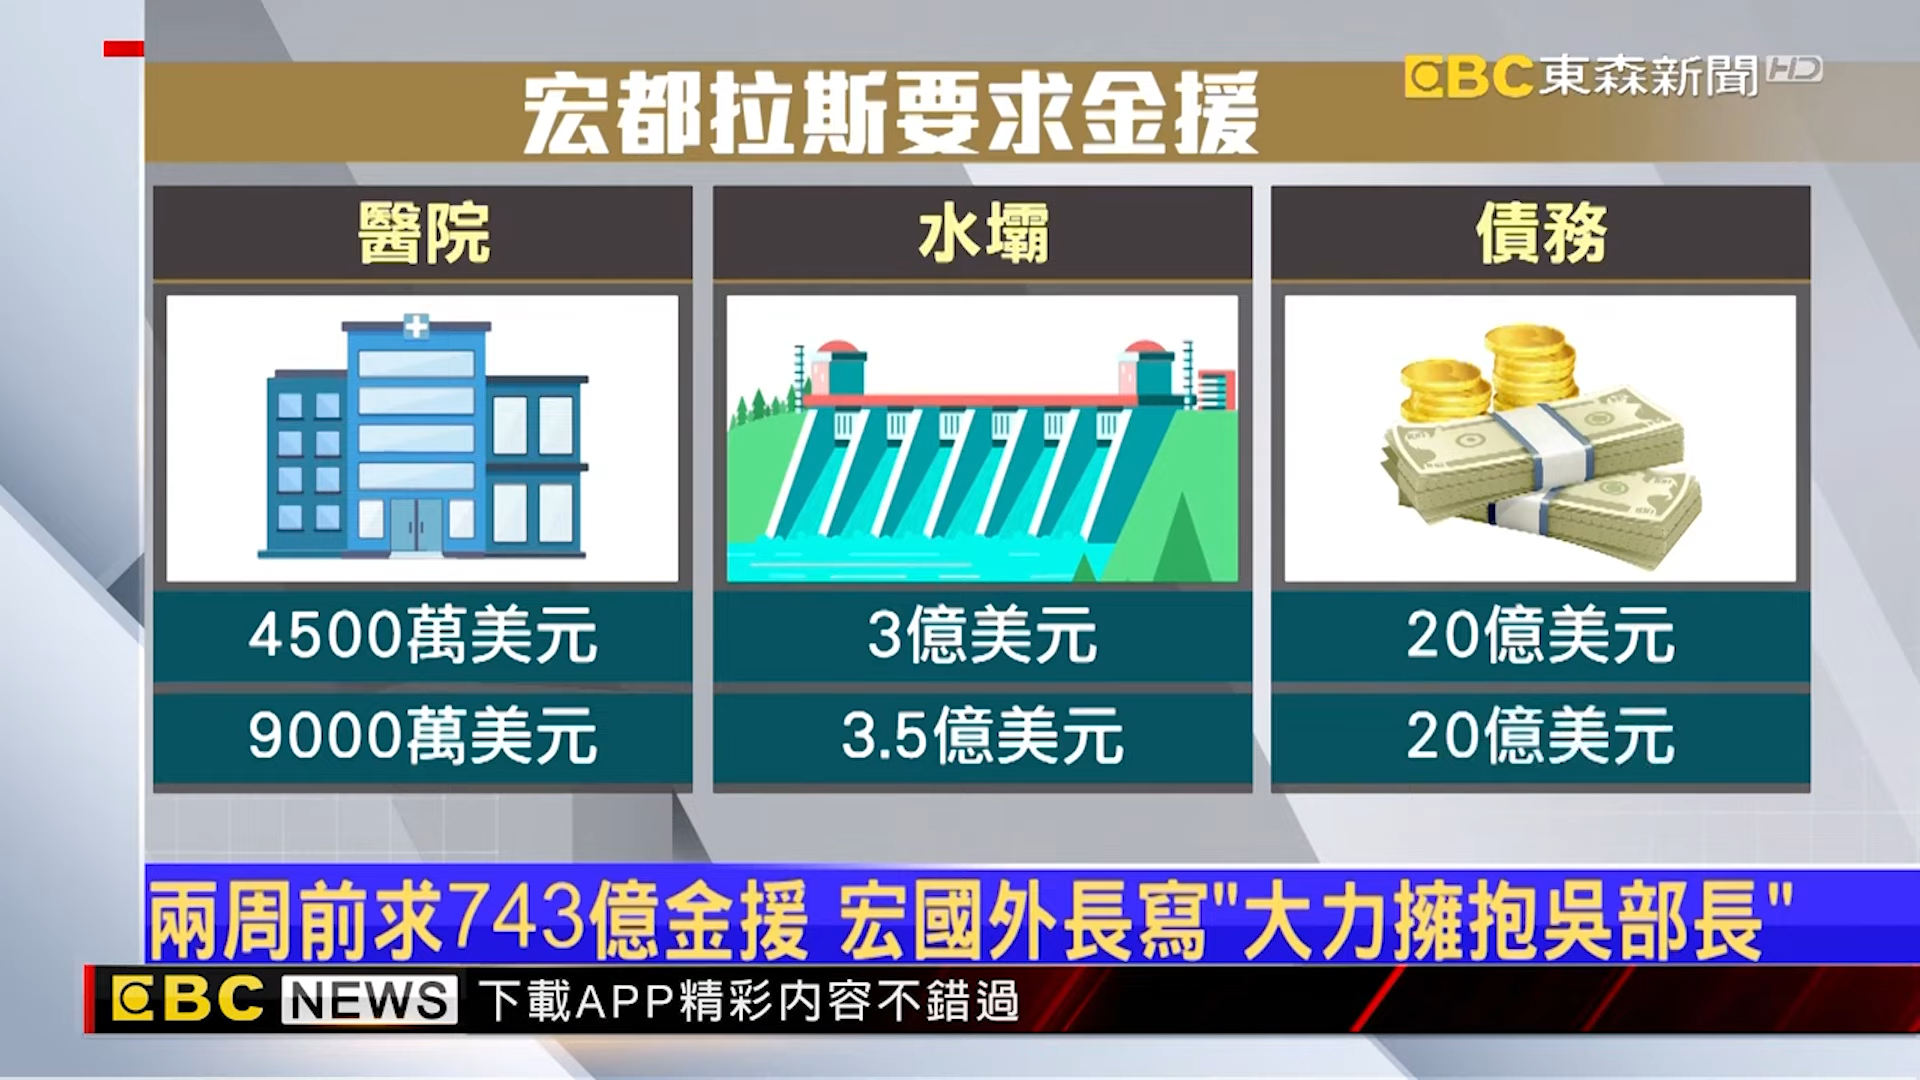 EBC東森新聞HD
宏都拉斯要求金援
醫院
水壩
債務
4500萬美元
3億美元
20億美元
9000萬美元
3.5億美元
20億美元
兩周前求743億金援 宏國外長寫"大力擁抱吳部長"
EBC NEWS 下載APP精彩内容不錯過